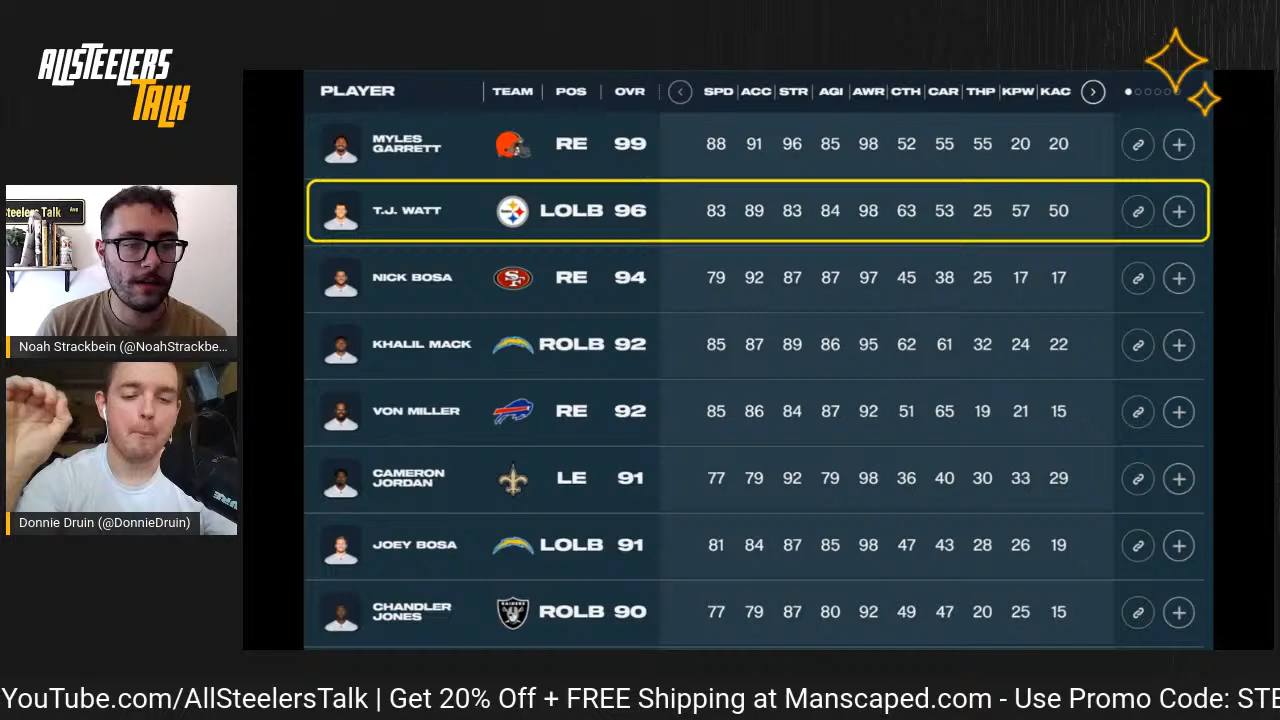 ALLSTEELERS
TALK
PLAYER TEAM POS OVR SPD ACC STR AGI AWR CTH CAR THP KPW KAC
MYLES GARRETT RE 99 88 91 96 85 98 52 55 55 20 20
T.J. WATT LOLB 96 83 89 83 84 98 63 53 25 57 50
NICK BOSA RE 94 79 92 87 87 97 45 38 25 17 17
KHALIL MACK ROLB 92 85 87 89 86 95 62 61 32 24 22
VON MILLER RE 92 85 86 84 87 92 51 65 19 21 15
CAMERON JORDAN LE 91 77 79 92 79 98 36 40 30 33 29
JOEY BOSA LOLB 91 81 84 87 85 98 47 43 28 26 19
CHANDLER JONES RAIDERS ROLB 90 77 79 87 80 92 49 47 20 25 15
Steelers Talk Ave
Noah Strackbein (@NoahStrackbe...
Donnie Druin (@DonnieDruin)
YouTube.com/AllSteelersTalk | Get 20% Off + FREE Shipping at Manscaped.com - Use Promo Code: STE